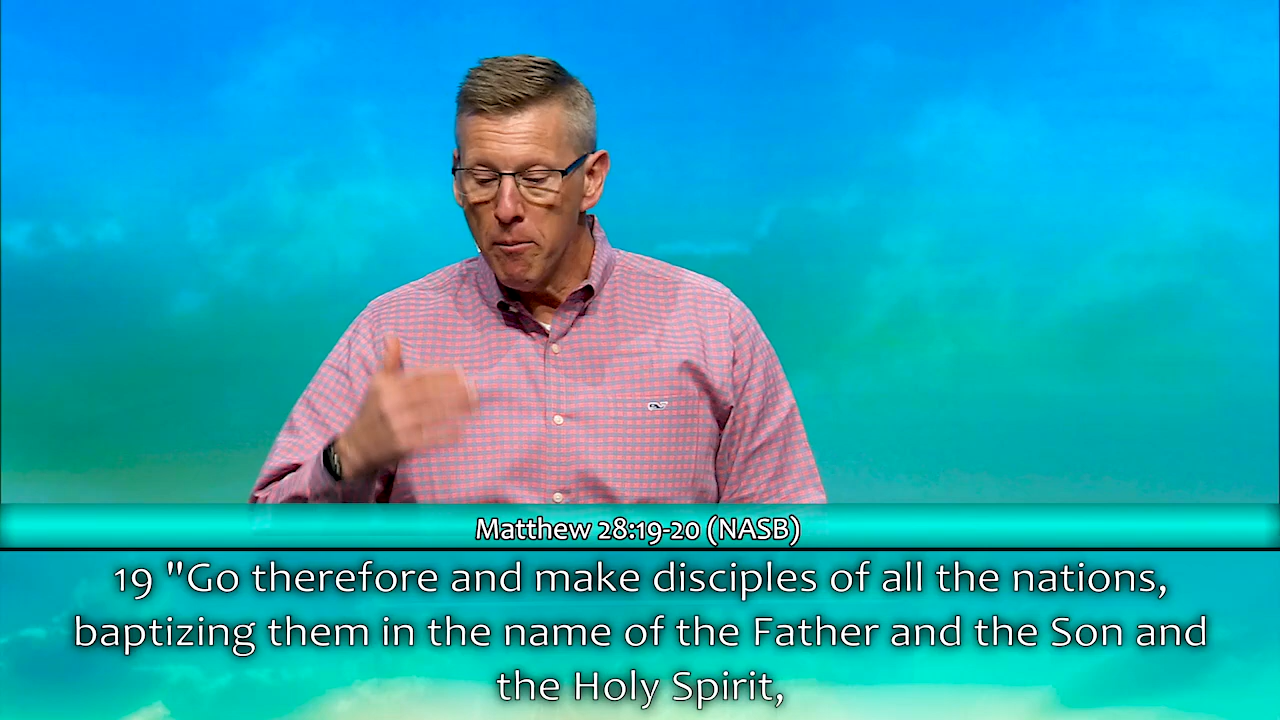 Matthew 28:19-20 (NASB)
19 "Go therefore and make disciples of all the nations,
baptizing them in the name of the Father and the Son and
the Holy Spirit,